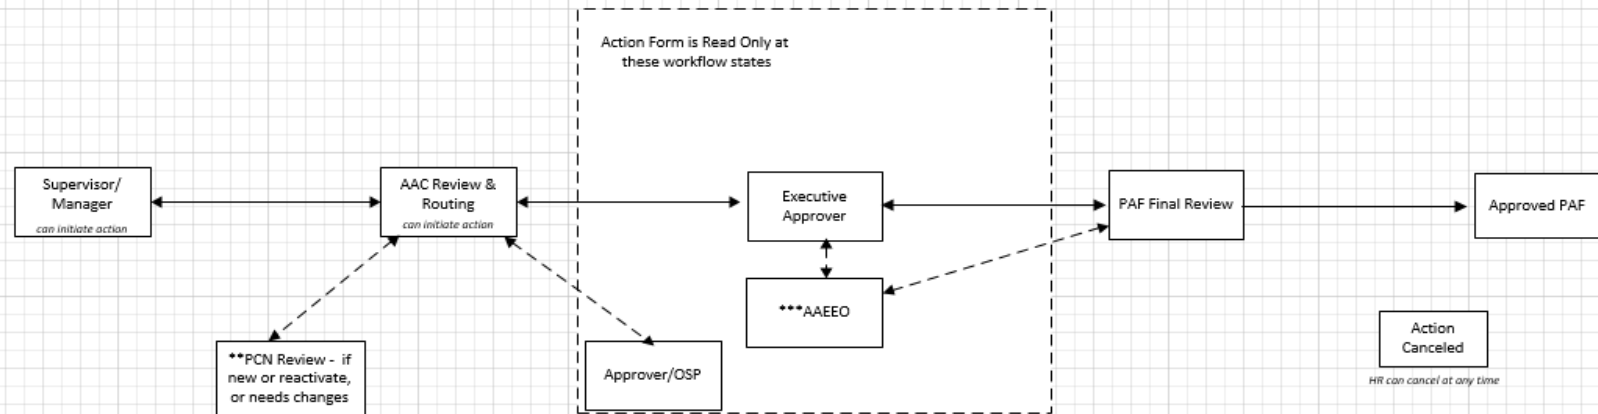 Action Form is Read Only at
these workflow states
Supervisor/
Manager
can initiate action
AAC Review &
Routing
can initiate action
Executive
Approver
PAF Final Review
Approved PAF
***AAEEO
**PCN Review - if
new or reactivate,
or needs changes
Approver/OSP
Action
Canceled
HR can cancel at any time